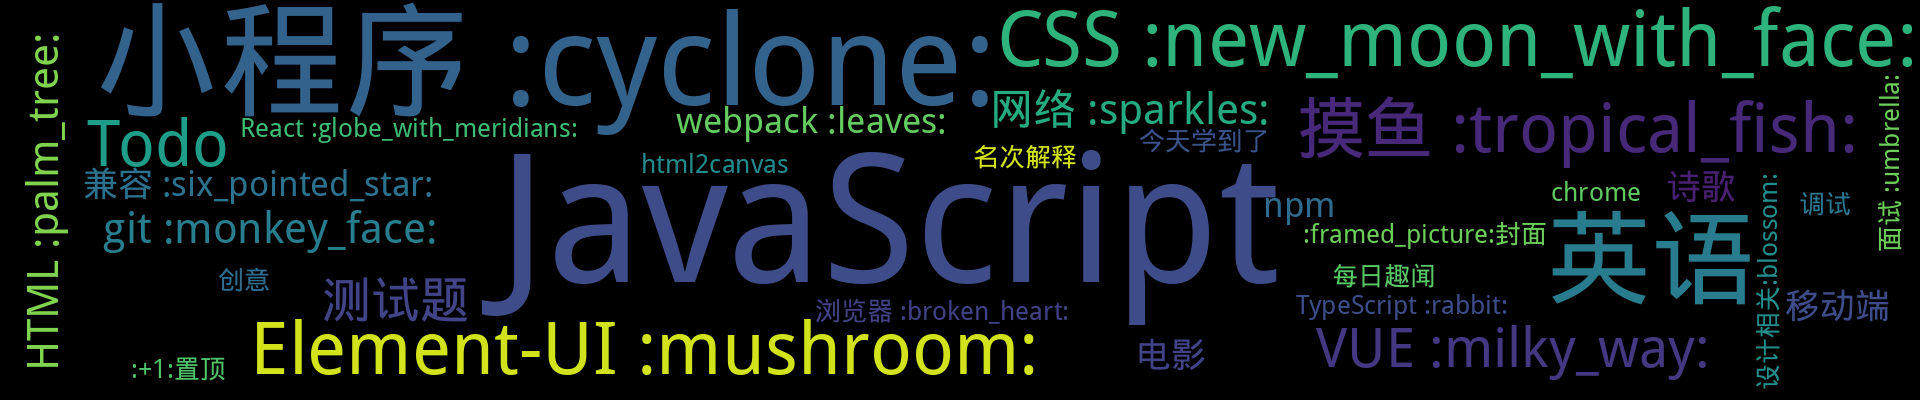 小程序 :cyclone:
CSS :new_moon_with_face:
HTML :palm_tree:
Todo
React :globe_with_meridians:
webpack :leaves:
网络 :sparkles:
今天学到了
摸鱼 :tropical_fish:
面试 :umbrella:
兼容 :six_pointed_star:
html2canvas
名次解释
JavaScript
npm
chrome
诗歌
调试
git :monkey_face:
:framed_picture:封面
英语
设计相关:blossom:
创意
测试题
每日趣闻
浏览器 :broken_heart:
TypeScript :rabbit:
移动端
Element-UI :mushroom:
:+1:置顶
电影
VUE :milky_way: